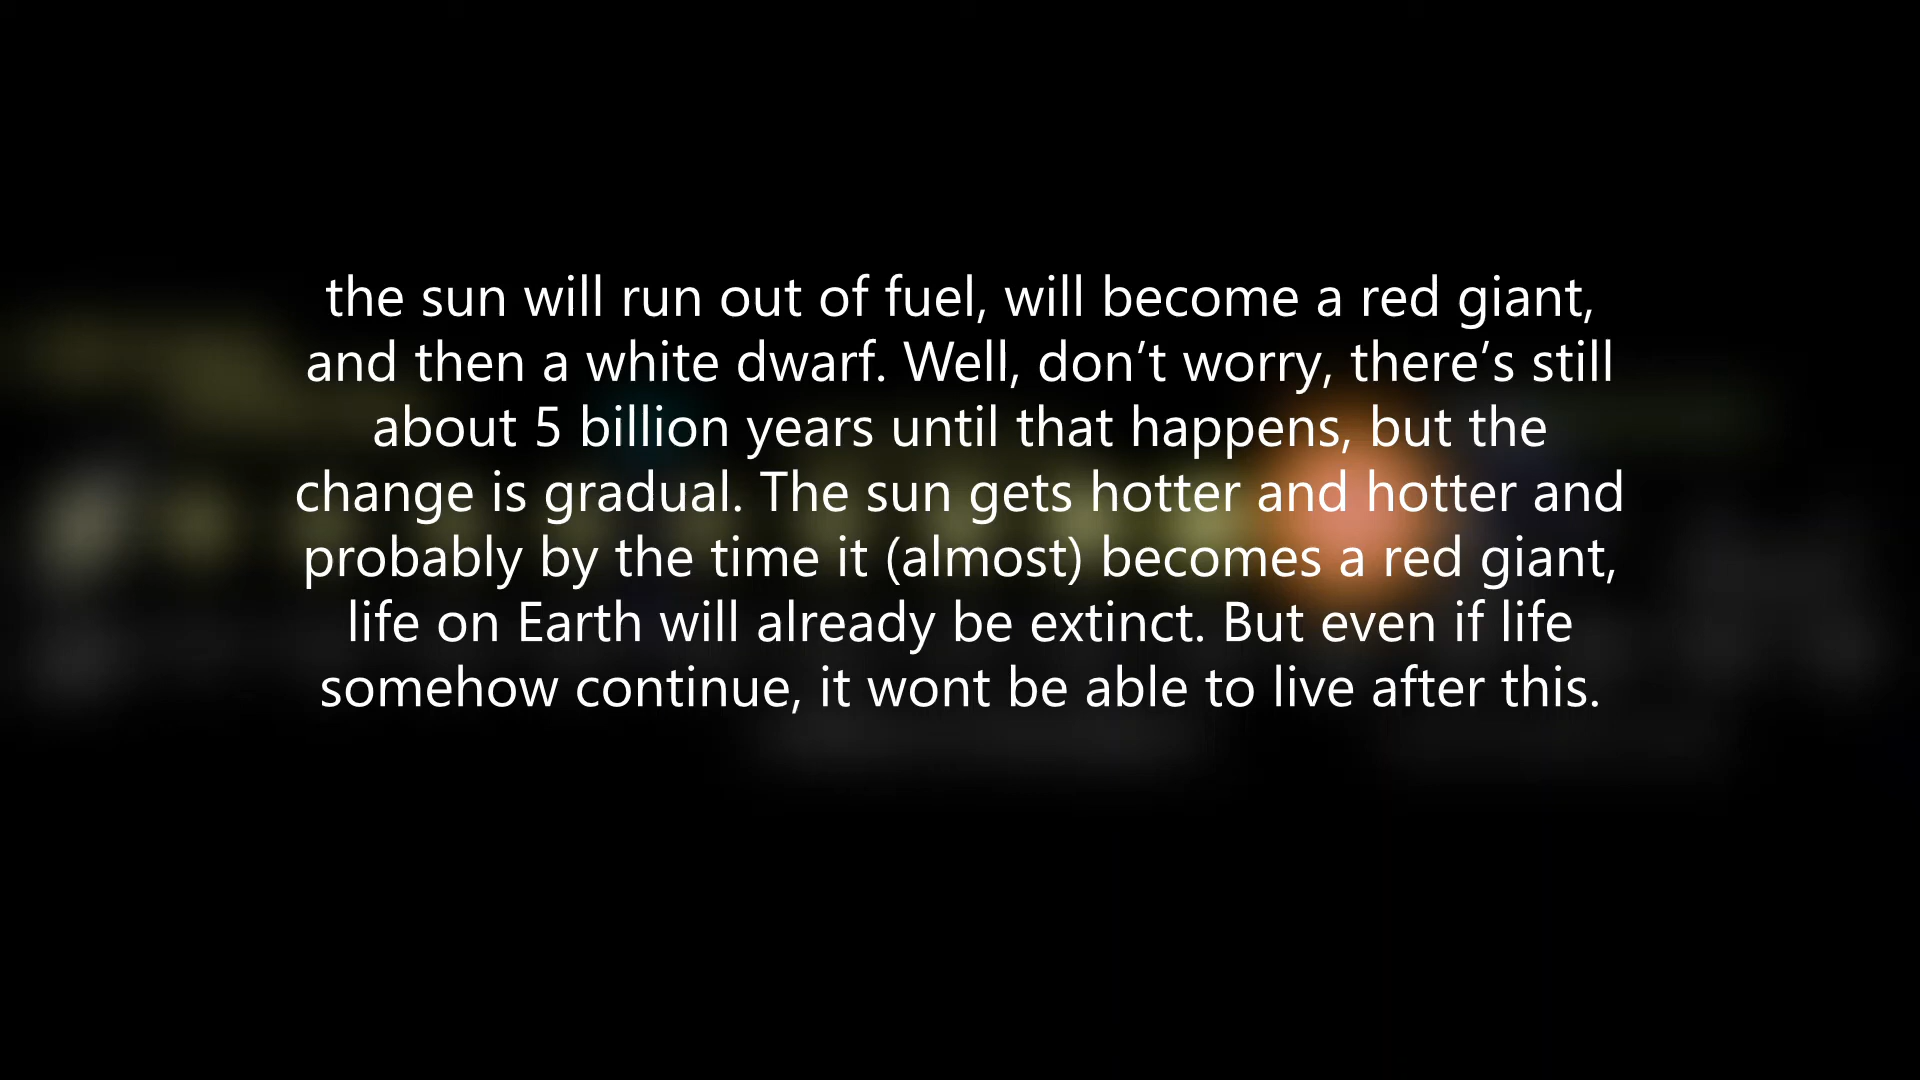 the sun will run out of fuel, will become a red giant,
and then a white dwarf. Well, don’t worry, there’s still
about 5 billion years until that happens, but the
change is gradual. The sun gets hotter and hotter and
probably by the time it (almost) becomes a red giant,
life on Earth will already be extinct. But even if life
somehow continue, it wont be able to live after this.